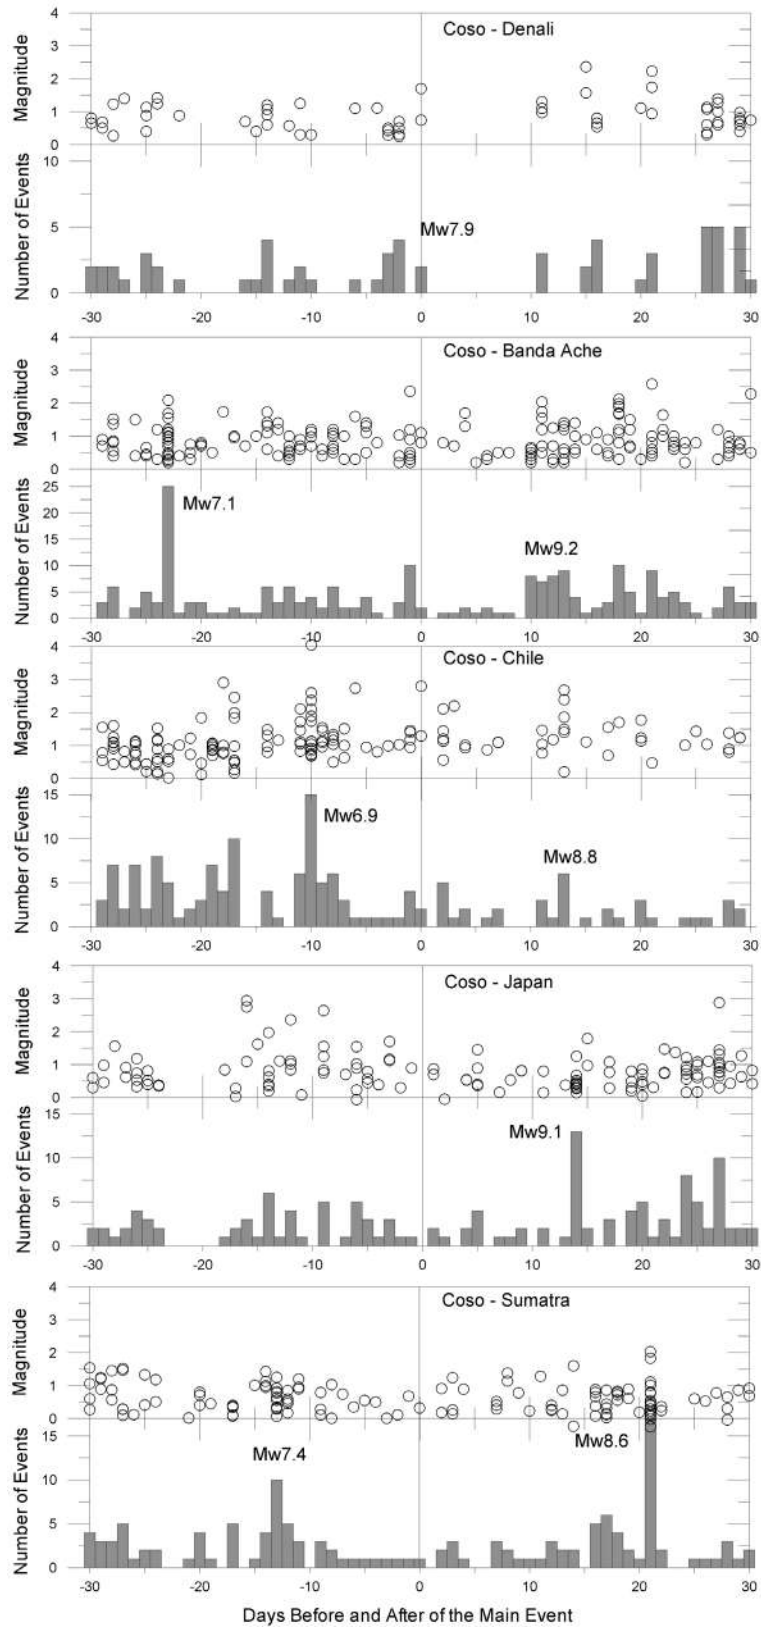 Coso - Denali
Magnitude
4
3
2
1
0
Number of Events
10
5
0
Mw7.9
-30 -20 -10 0 10 20 30
Coso - Banda Ache
Magnitude
4
3
2
1
0
Number of Events
25
20
15
10
5
0
Mw7.1
Mw9.2
-30 -20 -10 0 10 20 30
Coso - Chile
Magnitude
4
3
2
1
0
Number of Events
15
10
5
0
Mw6.9
Mw8.8
-30 -20 -10 0 10 20 30
Coso - Japan
Magnitude
4
3
2
1
0
Number of Events
15
10
5
0
Mw9.1
-30 -20 -10 0 10 20 30
Coso - Sumatra
Magnitude
4
3
2
1
0
Number of Events
15
10
5
0
Mw7.4
Mw8.6
-30 -20 -10 0 10 20 30
Days Before and After of the Main Event